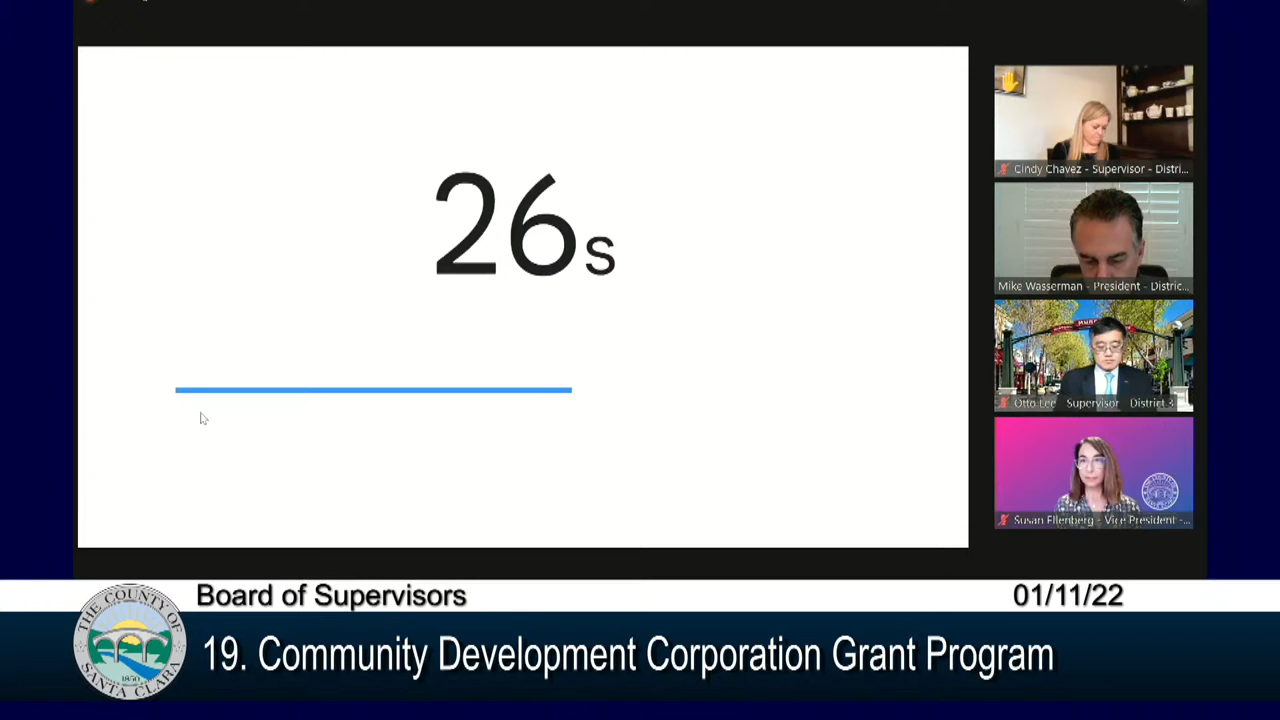 26s
Cindy Chavez - Supervisor - Distri...
Mike Wasserman - President - Distric...
Otto Lee - Supervisor - District 3
Susan Ellenberg - Vice President -...
Board of Supervisors
01/11/22
THE COUNTY OF SANTA CLARA
1850
19. Community Development Corporation Grant Program